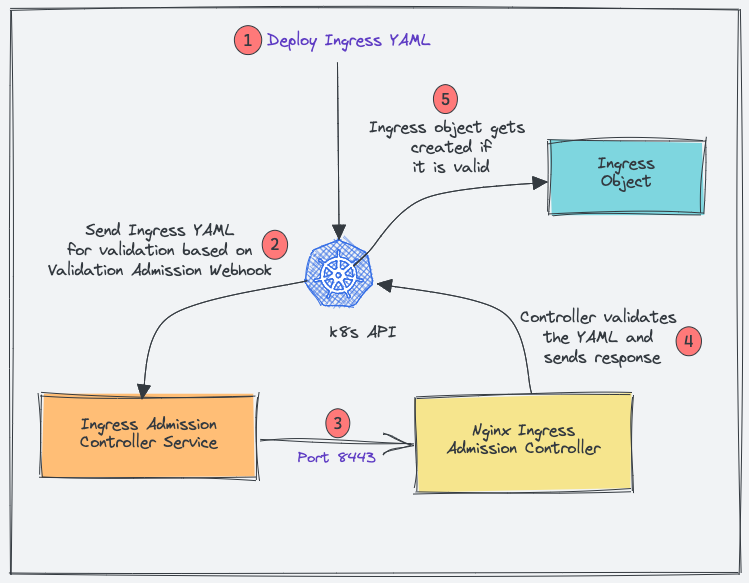 1 Deploy Ingress YAML
5
Ingress object gets
created if
it is valid
Ingress
Object
Send Ingress YAML
for validation based on
Validation Admission Webhook
2
k8s API
Controller validates
the YAML and
sends response
4
Ingress Admission
Controller Service
3
Port 8443
Nginx Ingress
Admission Controller